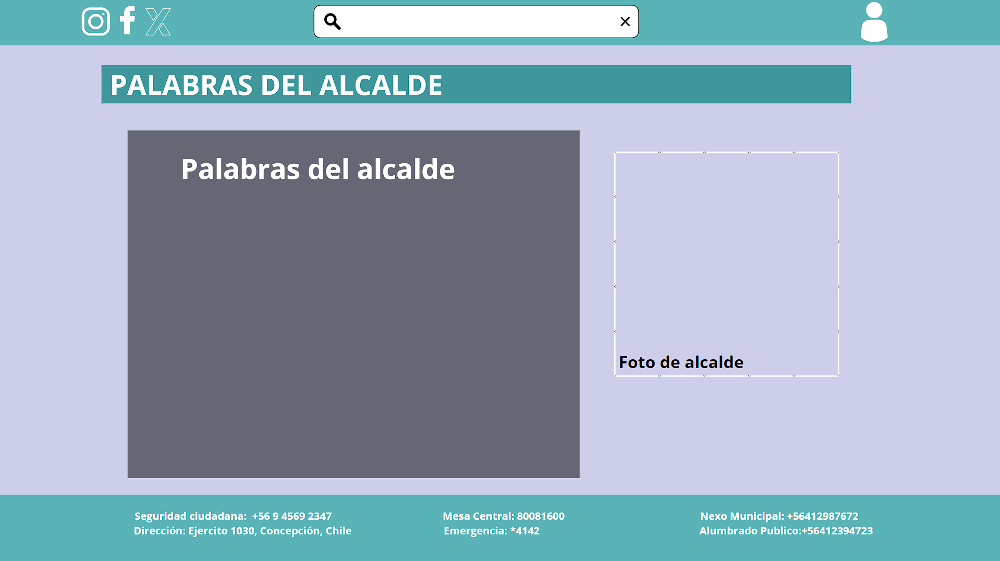 PALABRAS DEL ALCALDE
Palabras del alcalde
Foto de alcalde
Seguridad ciudadana:  +56 9 4569 2347
Dirección: Ejercito 1030, Concepción, Chile
Mesa Central: 80081600
Emergencia: *4142
Nexo Municipal: +56412987672
Alumbrado Publico:+56412394723